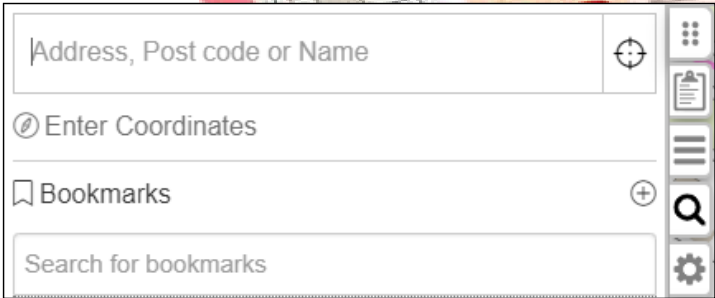 Address, Post code or Name
Enter Coordinates
Bookmarks
Search for bookmarks